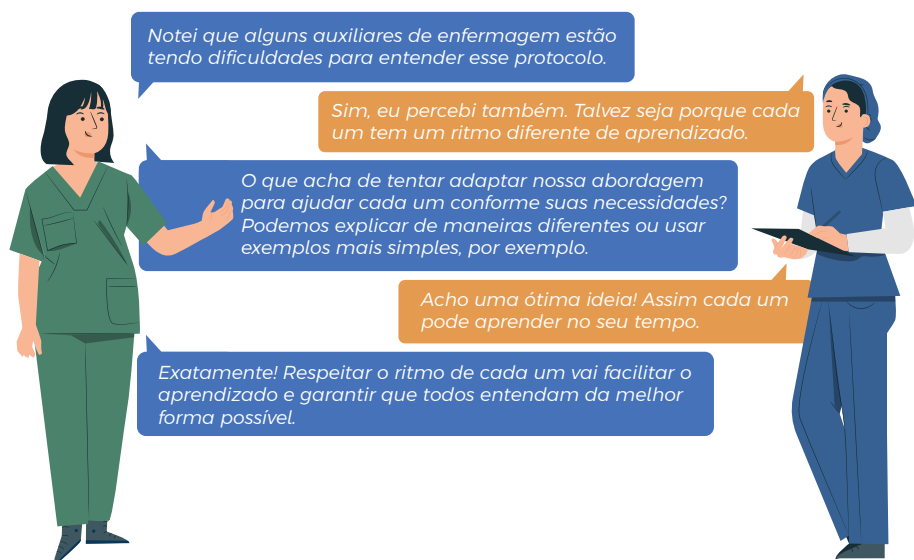 Notei que alguns auxiliares de enfermagem estão
tendo dificuldades para entender esse protocolo.
Sim, eu percebi também. Talvez seja porque cada
um tem um ritmo diferente de aprendizado.
O que acha de tentar adaptar nossa abordagem
para ajudar cada um conforme suas necessidades?
Podemos explicar de maneiras diferentes ou usar
exemplos mais simples, por exemplo.
Acho uma ótima ideia! Assim cada um
pode aprender no seu tempo.
Exatamente! Respeitar o ritmo de cada um vai facilitar o
aprendizado e garantir que todos entendam da melhor
forma possível.